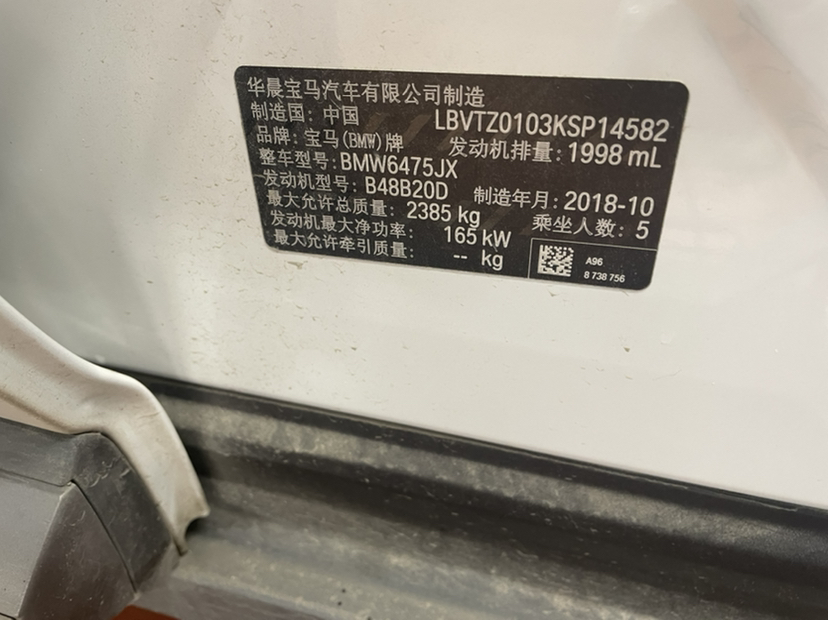 华晨宝马汽车有限公司制造
制造国: 中国 LBVTZ0103KSP14582
品牌: 宝马(BMW)牌 发动机排量: 1998 mL
整车型号: BMW6475JX
发动机型号: B48B20D 制造年月: 2018-10
最大允许总质量: 2385 kg 乘坐人数: 5
发动机最大净功率: 165 kW
最大允许牵引质量: -- kg
A96
8 738 756